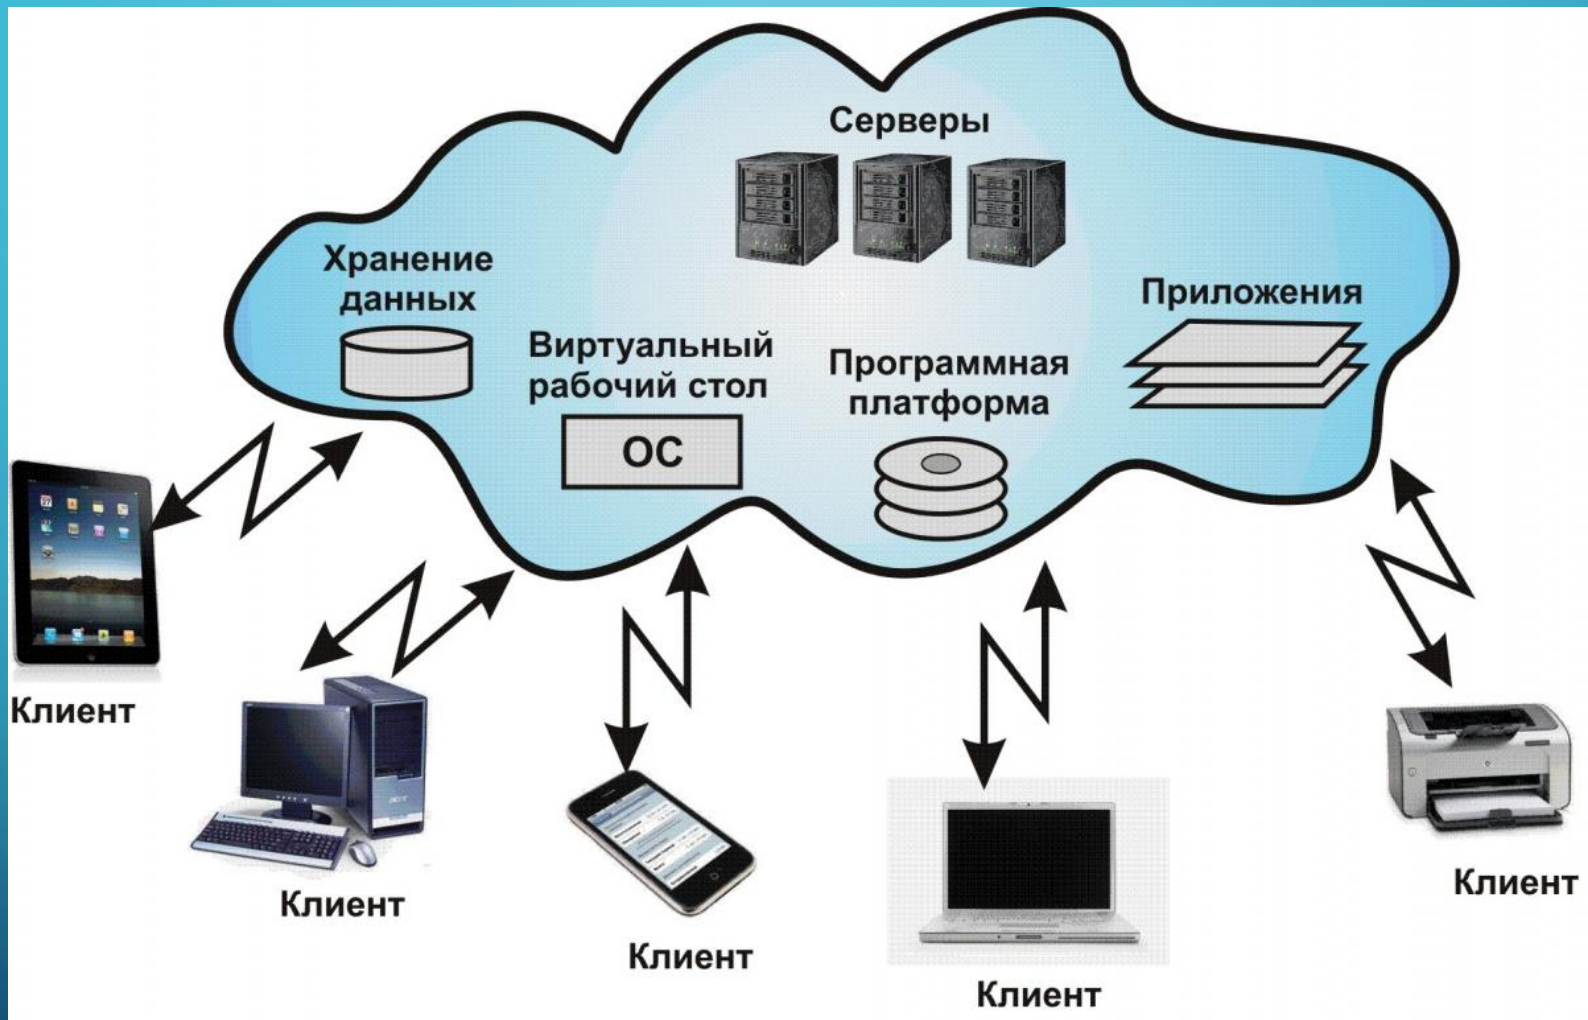 Серверы
Хранение
данных
Приложения
Виртуальный
рабочий стол
ОС
Программная
платформа
Клиент
Клиент
Клиент
Клиент
Клиент